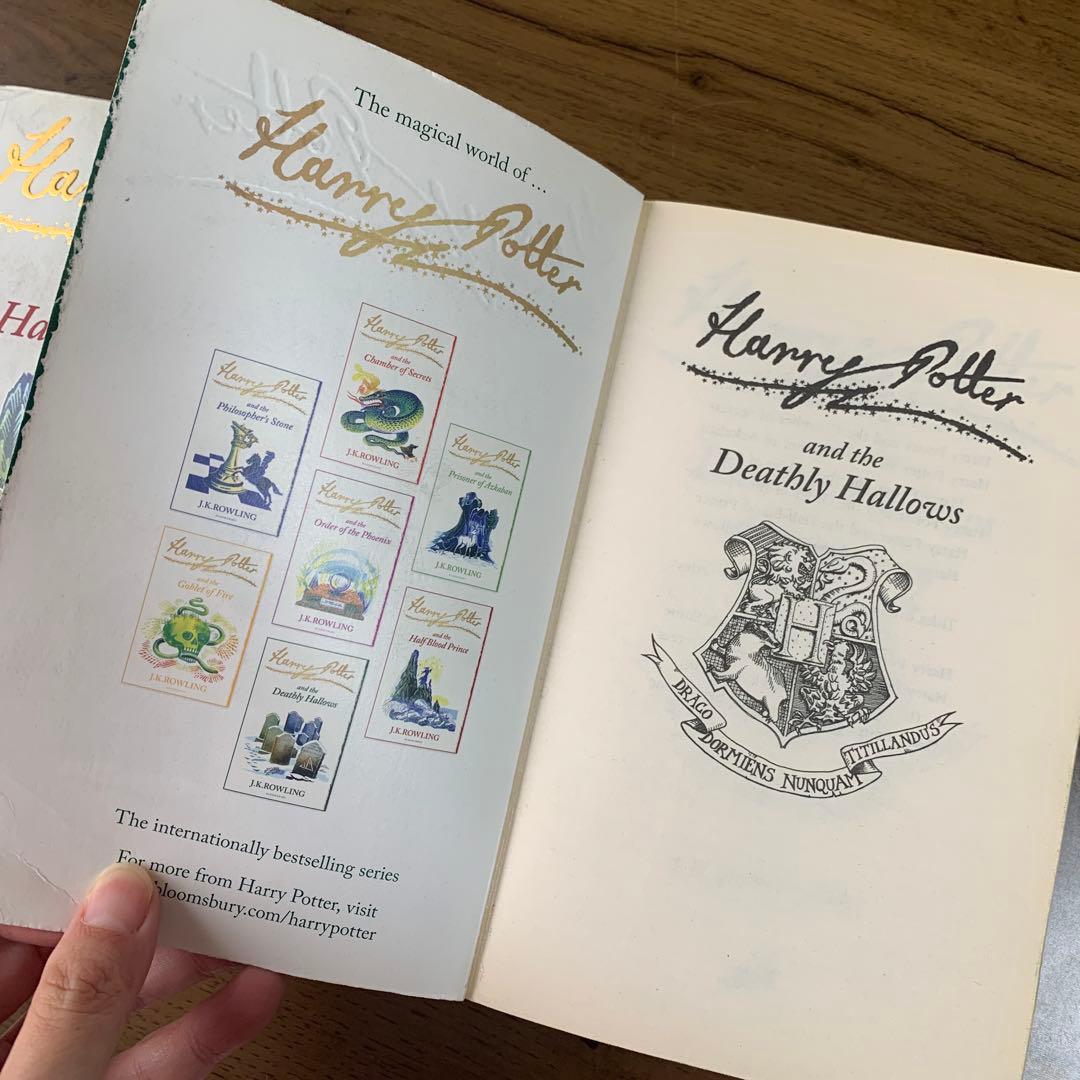 Ha
Ha
The magical world of ...
Harry Potter
Harry Potter
and the
Chamber of Secrets
J.K.ROWLING
Harry Potter
and the
Philosopher's Stone
J.K.ROWLING
Harry Potter
and the
Prisoner of Azkaban
J.K.ROWLING
Harry Potter
and the
Order of the Phoenix
J.K.ROWLING
Harry Potter
and the
Goblet of Fire
J.K.ROWLING
Harry Potter
and the
Half-Blood Prince
J.K.ROWLING
Harry Potter
and the
Deathly Hallows
J.K.ROWLING
The internationally bestselling series
For more from Harry Potter, visit
bloomsbury.com/harrypotter
Harry Potter
and the
Deathly Hallows
H
DRAGO
DORMIENS NUNQUAM
TITILLANDUS